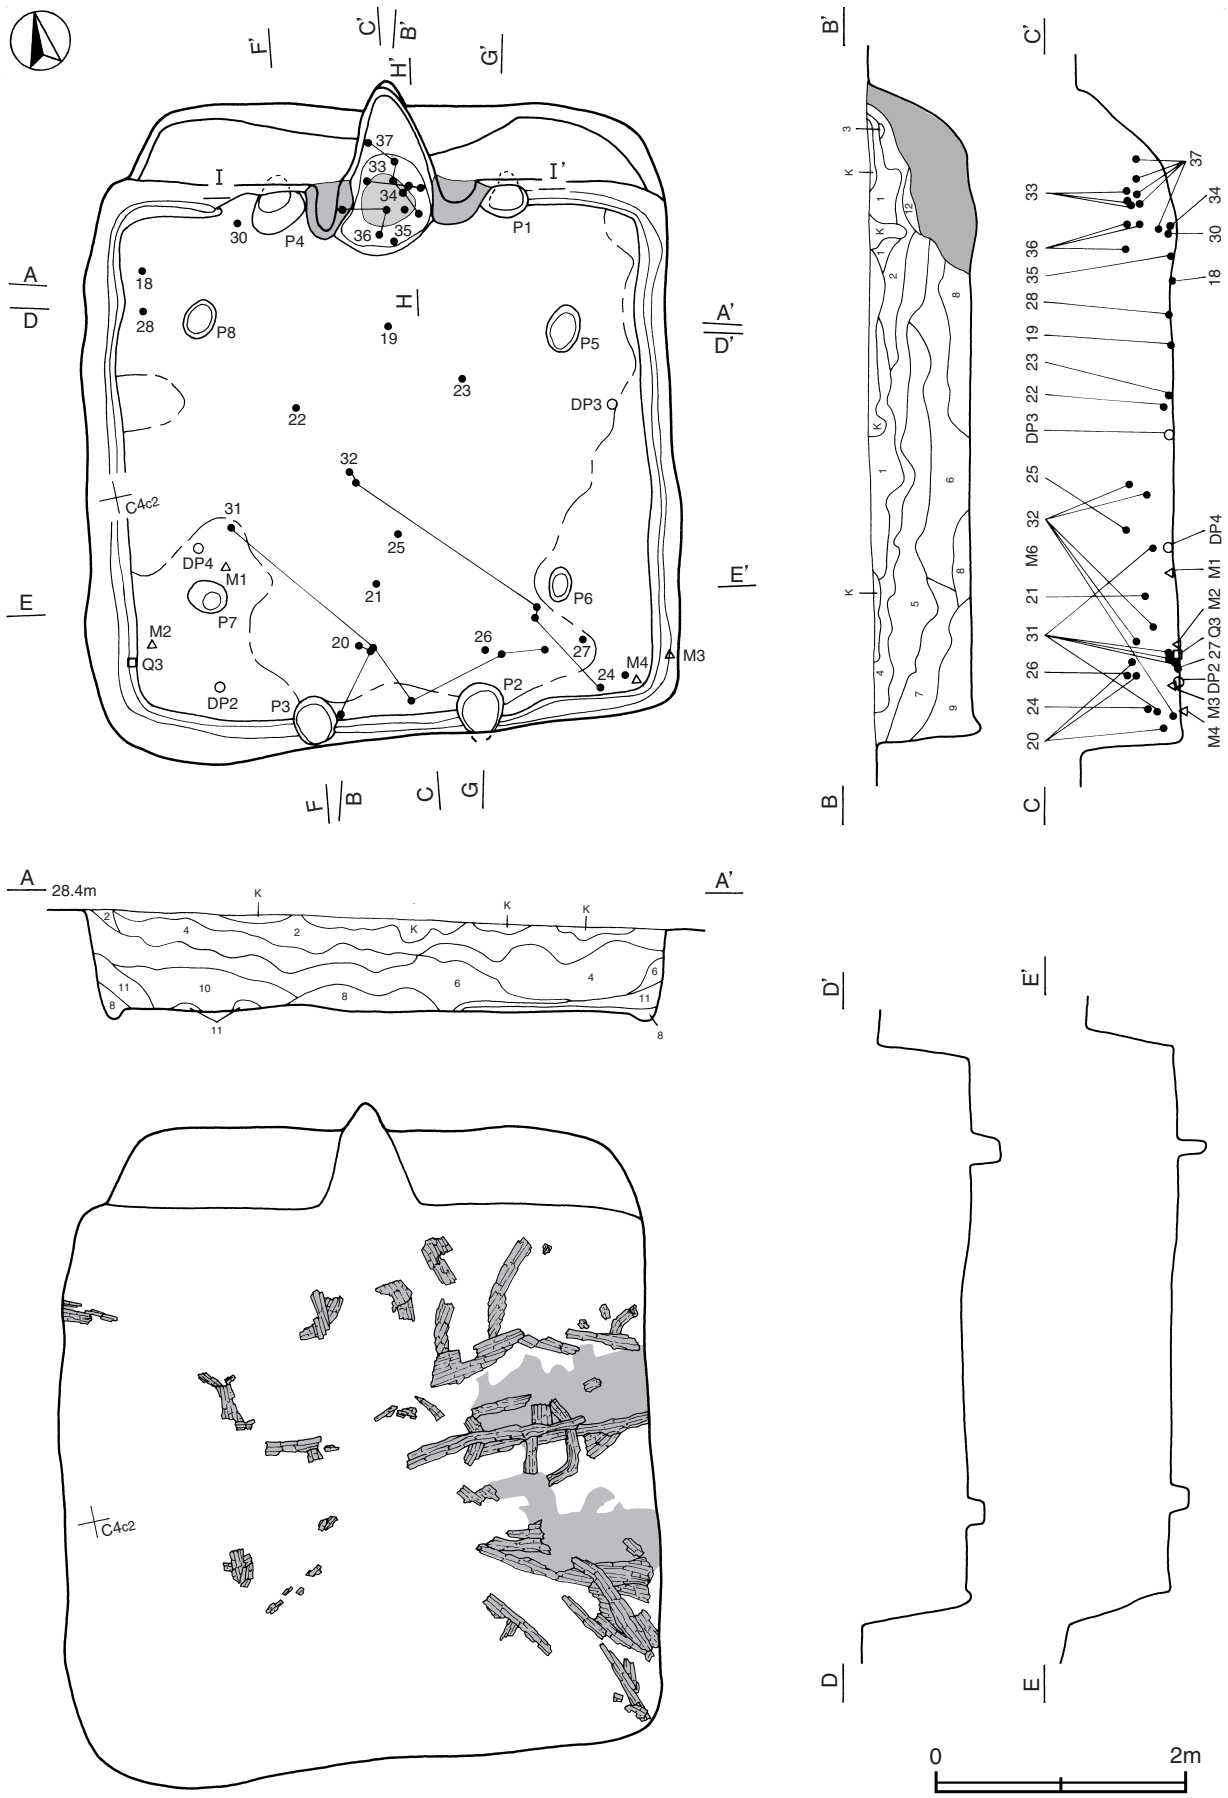 F' C' B' G'
H'
37
33
I I'
34
30 P4 36 35 P1
A 18
D 28 P8 H 19 P5 A'
D'
23
22 DP3
32
C4c2
31
DP4 M1 25
E P7 21 P6 E'
M2 20 26 27 M3
Q3 24 M4
DP2 P3 P2
F B C G
B'
3
K
1
12
K
1
2
8
K
1
6
8
K
5
4
7
9
B
C'
37
33
34
36
30
35
18
28
19
23
22
DP3
25
32
DP4
M6
M1
21
M2
31
Q3
27
26
DP2
24
M3
20
M4
C
A 28.4m K K K A'
2 4 2 K
11 10 8 6 4 6
8 11 11
8
C4c2
D'
D
E'
E
0 2m